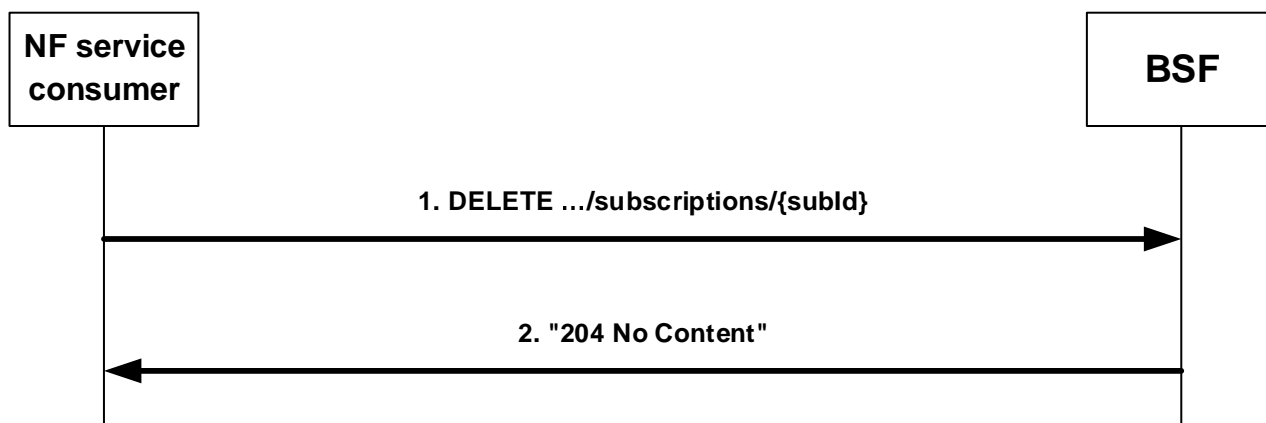 NF service
consumer
BSF
1. DELETE …/subscriptions/{subId}
2. "204 No Content"